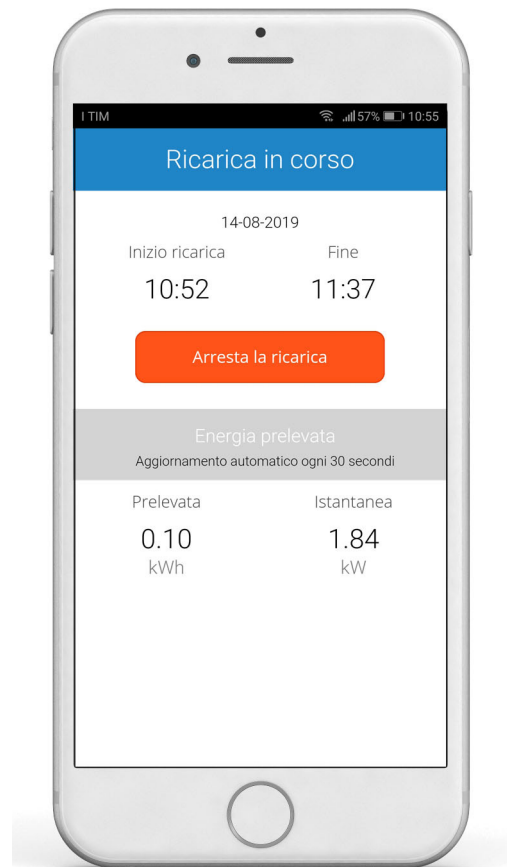 I TIM 57% 10:55
Ricarica in corso
14-08-2019
Inizio ricarica Fine
10:52 11:37
Arresta la ricarica
Energia prelevata
Aggiornamento automatico ogni 30 secondi
Prelevata Istantanea
0.10 1.84
kWh kW